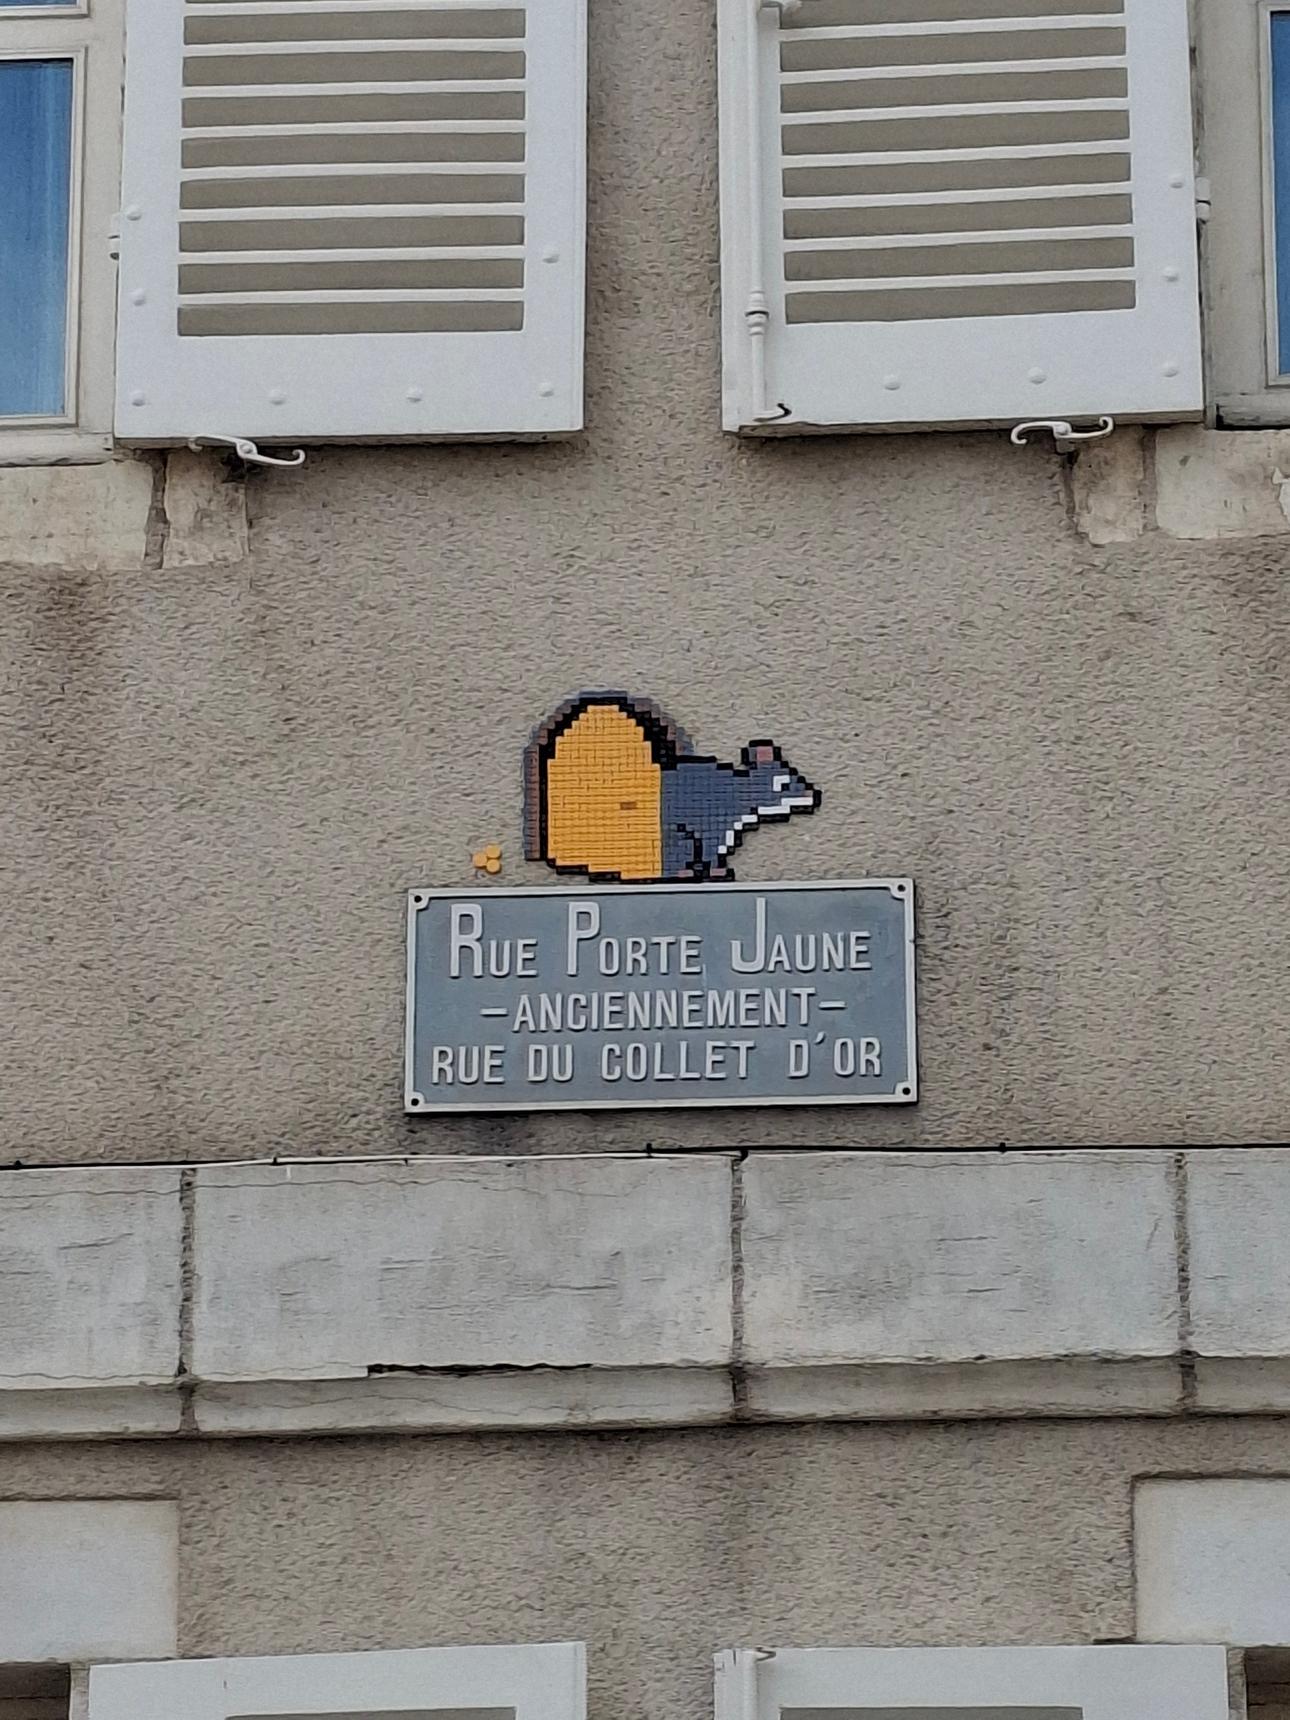 Rue Porte Jaune
-ANCIENNEMENT-
RUE DU COLLET D'OR